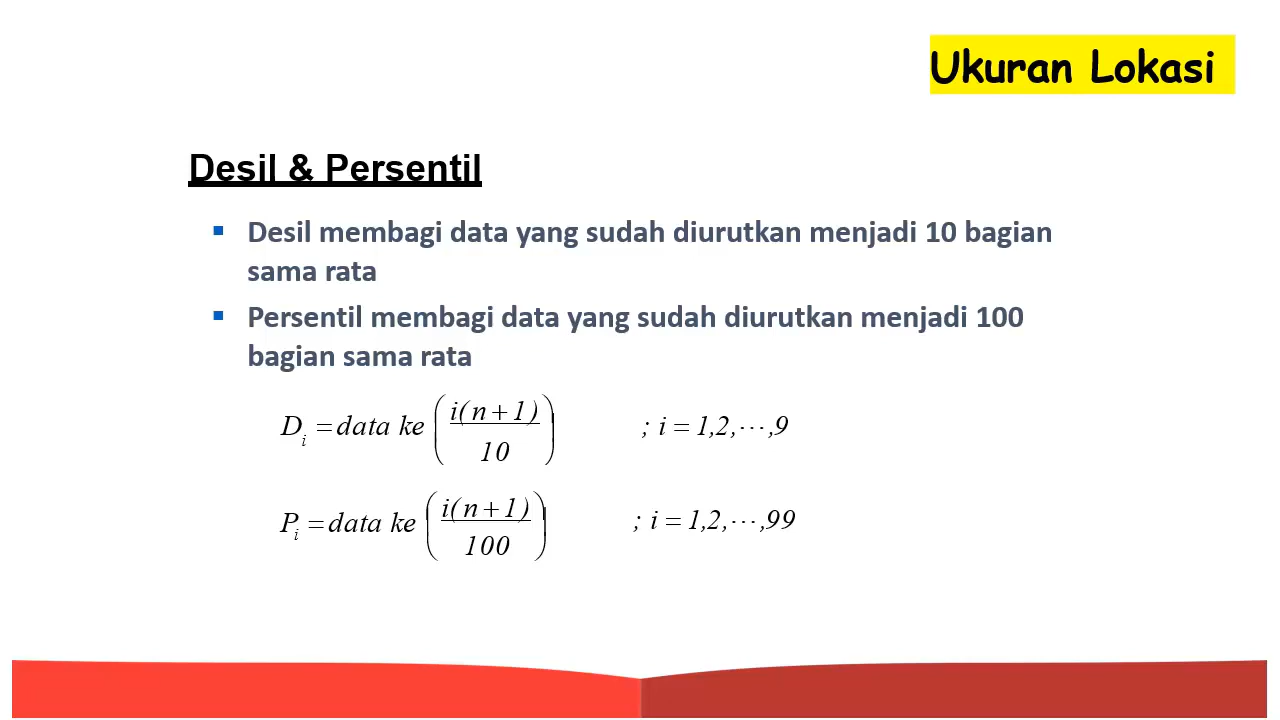 Ukuran Lokasi
Desil & Persentil
▪ Desil membagi data yang sudah diurutkan menjadi 10 bagian
sama rata
▪ Persentil membagi data yang sudah diurutkan menjadi 100
bagian sama rata
D_i = data ke (i(n+1)/10) ; i = 1,2,⋯,9
P_i = data ke (i(n+1)/100) ; i = 1,2,⋯,99